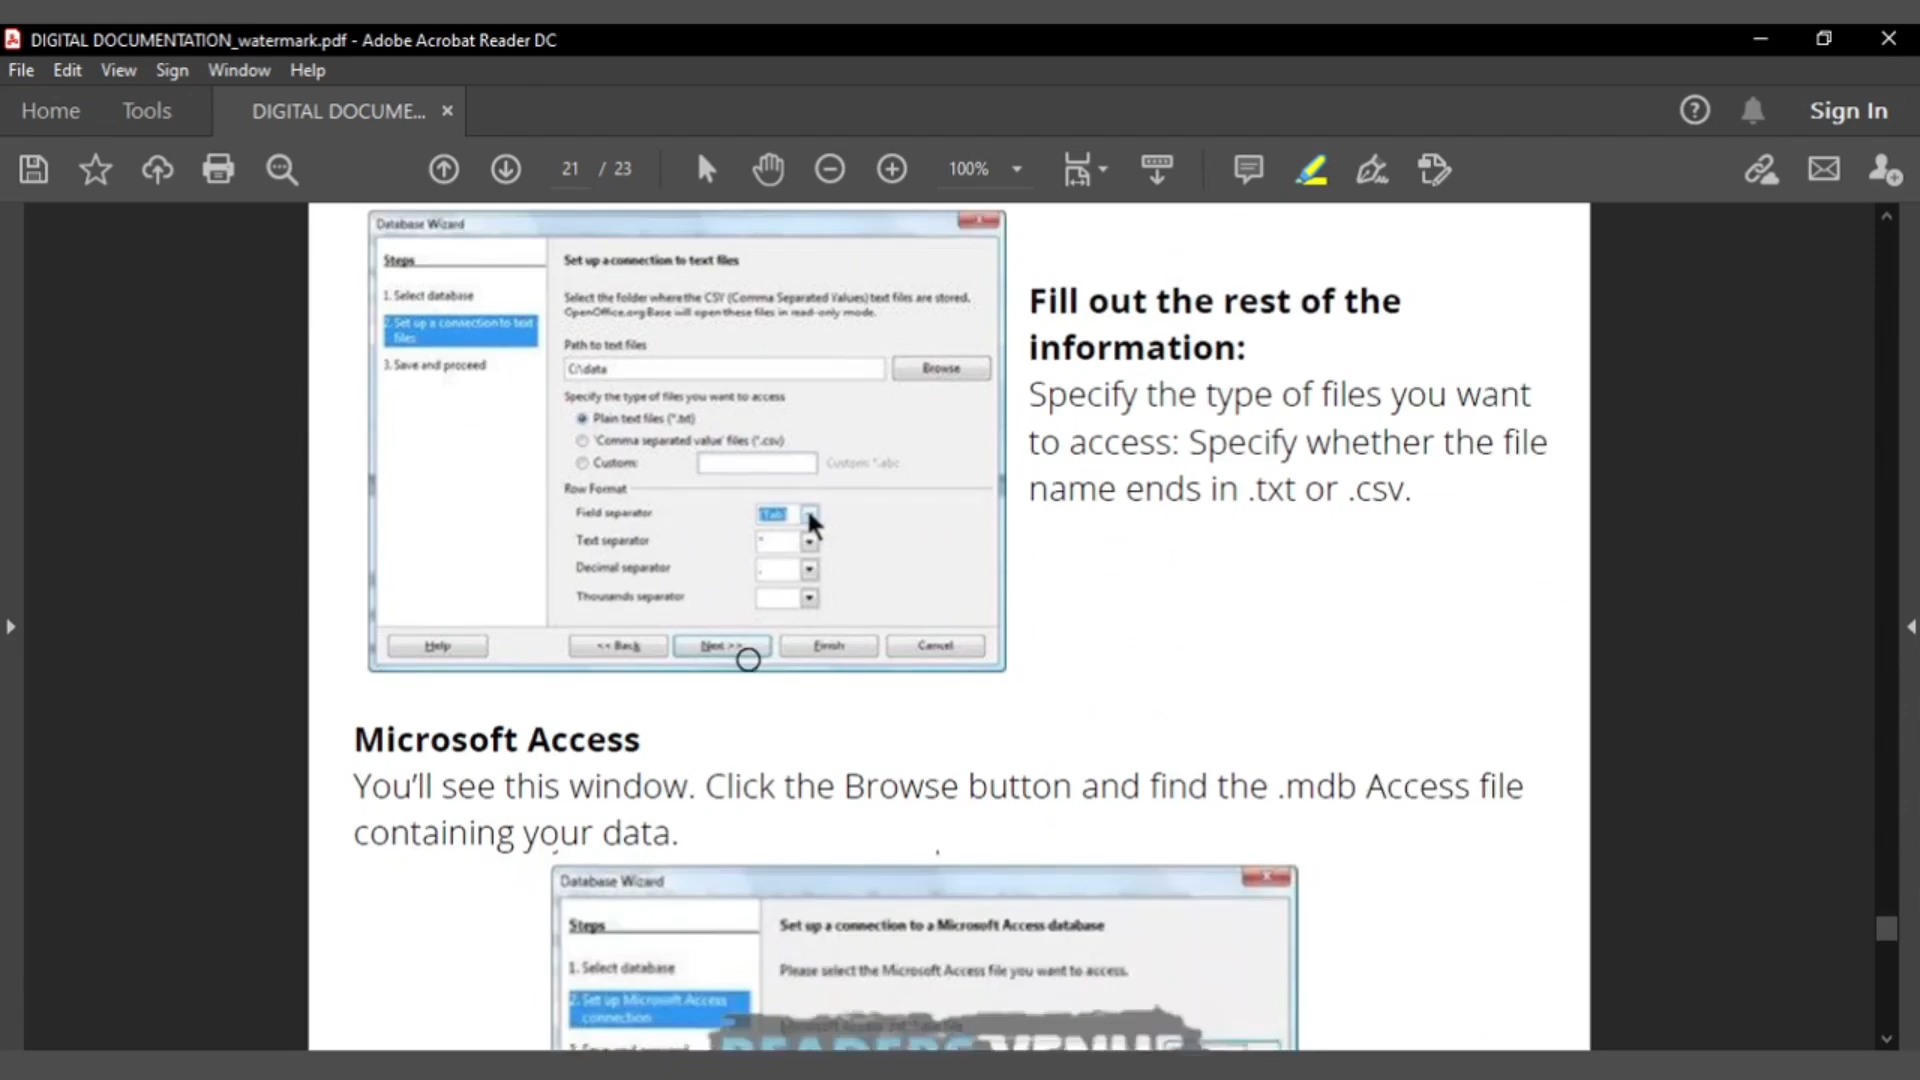 DIGITAL DOCUMENTATION_watermark.pdf - Adobe Acrobat Reader DC
File Edit View Sign Window Help
Home Tools DIGITAL DOCUME... Sign In
21 / 23 100%
Database Wizard
Steps
1. Select database
2. Set up a connection to text
files
3. Save and proceed
Set up a connection to text files
Select the folder where the CSV (Comma Separated Values) text files are stored.
OpenOffice.org Base will open these files in read-only mode.
Path to text files
C:\data Browse
Specify the type of files you want to access
Plain text files (*.txt)
'Comma separated value' files (*.csv)
Custom: Custom: *.abc
Row Format
Field separator {Tab}
Text separator "
Decimal separator .
Thousands separator
Help << Back Next >> Finish Cancel
Fill out the rest of the
information:
Specify the type of files you want
to access: Specify whether the file
name ends in .txt or .csv.
Microsoft Access
You’ll see this window. Click the Browse button and find the .mdb Access file
containing your data.
Database Wizard
Steps
1. Select database
2. Set up Microsoft Access
connection
3. Save and proceed
Set up a connection to a Microsoft Access database
Please select the Microsoft Access file you want to access.
READERS VENUE